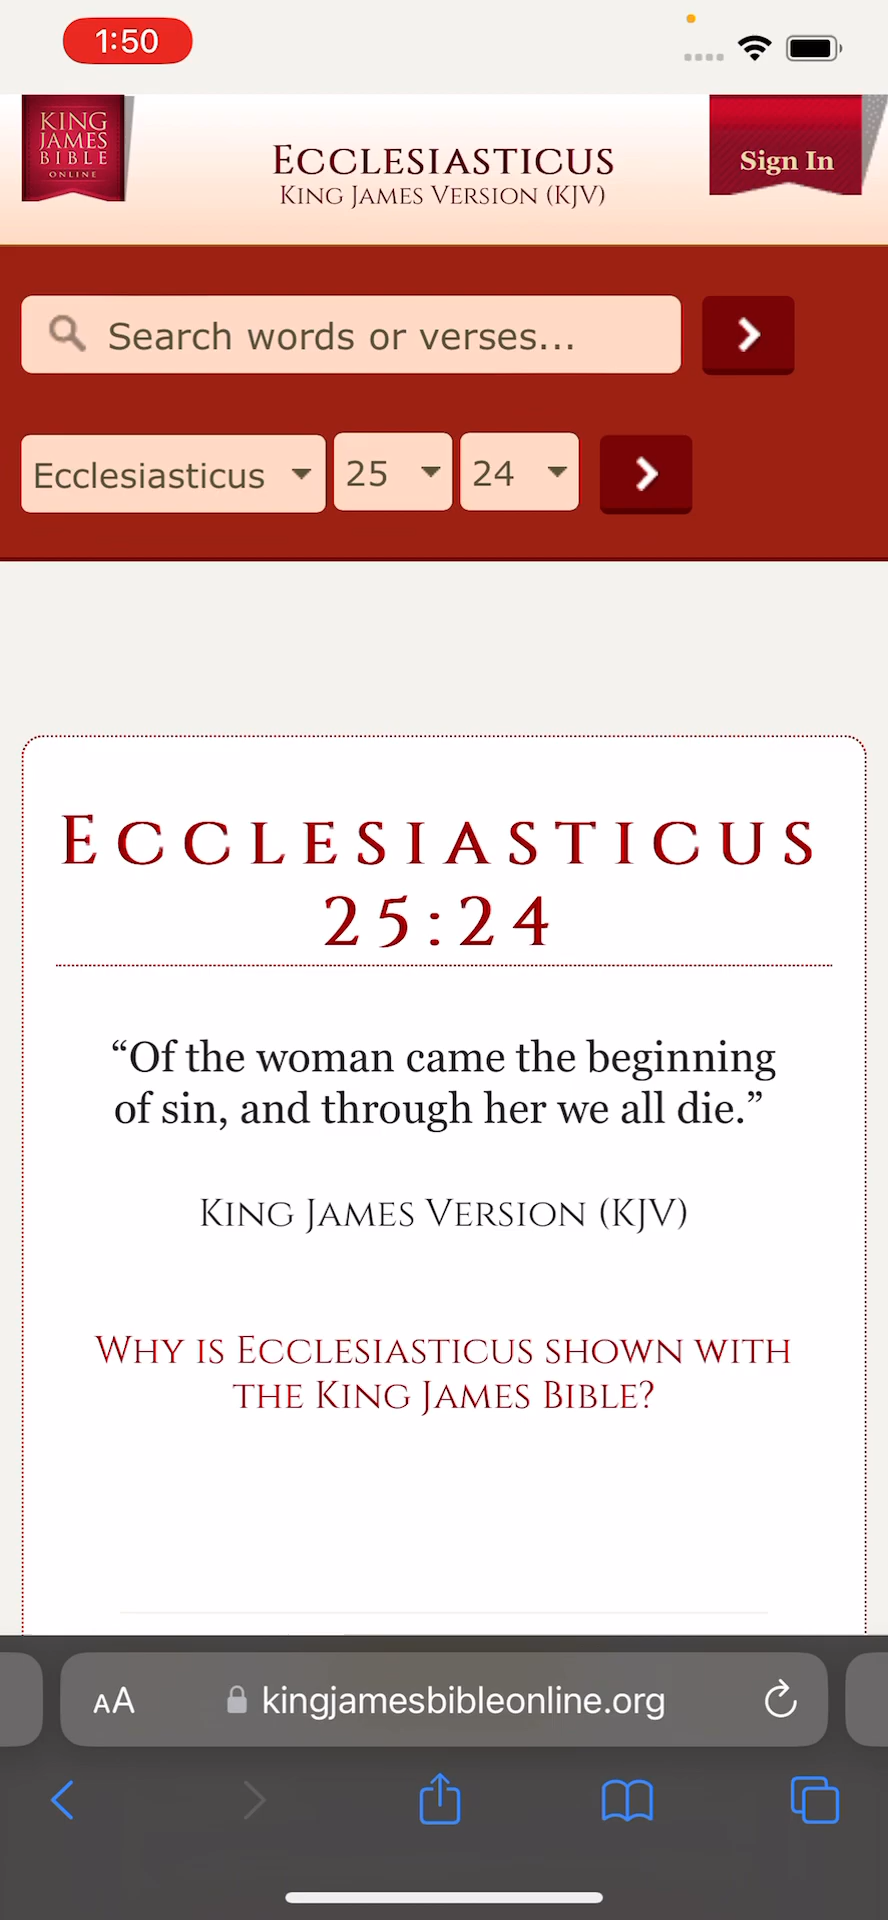 1:50
KING
JAMES
BIBLE
ONLINE
ECCLESIASTICUS
KING JAMES VERSION (KJV)
Sign In
Search words or verses...
Ecclesiasticus 25 24
ECCLESIASTICUS
25:24
“Of the woman came the beginning
of sin, and through her we all die.”
KING JAMES VERSION (KJV)
WHY IS ECCLESIASTICUS SHOWN WITH
THE KING JAMES BIBLE?
AA kingjamesbibleonline.org